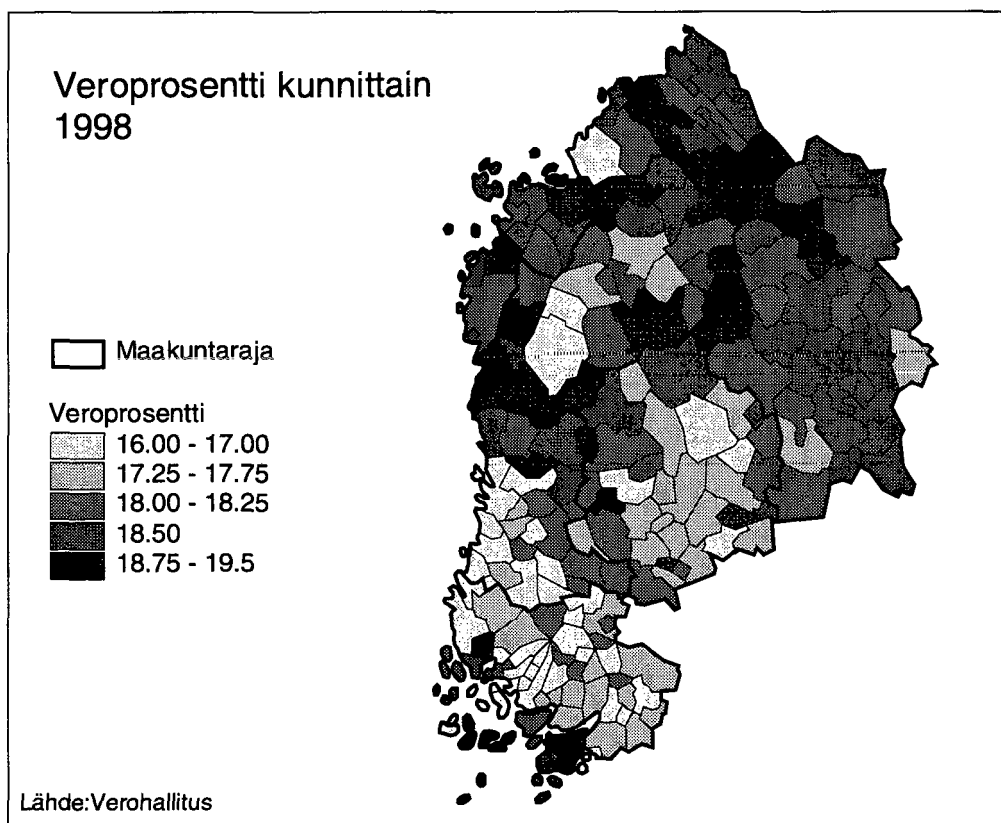 Veroprosentti kunnittain
1998
Maakuntaraja
Veroprosentti
16.00 - 17.00
17.25 - 17.75
18.00 - 18.25
18.50
18.75 - 19.5
Lähde:Verohallitus